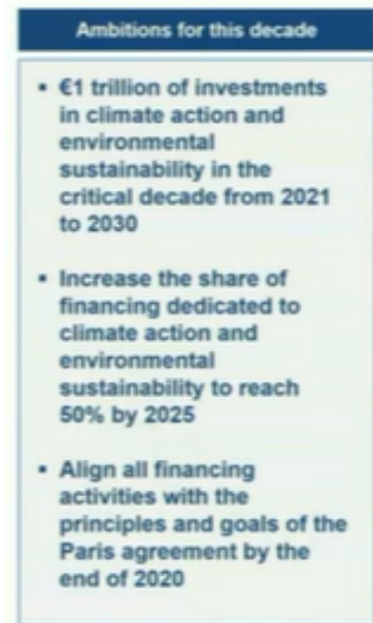 Ambitions for this decade
▪ €1 trillion of investments
in climate action and
environmental
sustainability in the
critical decade from 2021
to 2030
▪ Increase the share of
financing dedicated to
climate action and
environmental
sustainability to reach
50% by 2025
▪ Align all financing
activities with the
principles and goals of the
Paris agreement by the
end of 2020